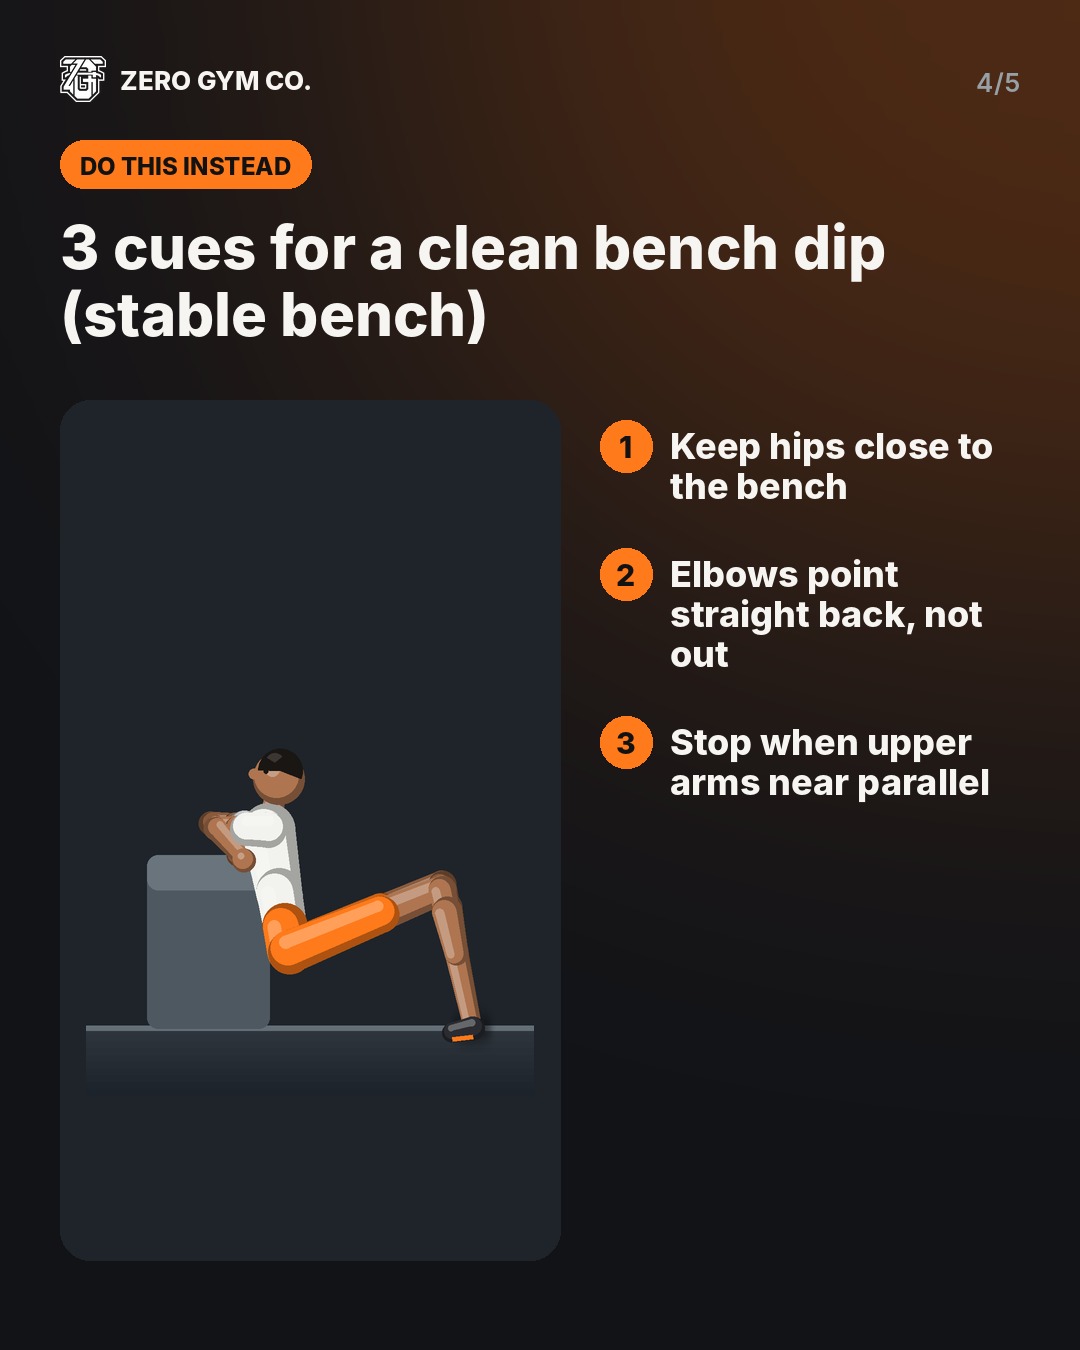 ZERO GYM CO.
4/5
DO THIS INSTEAD
3 cues for a clean bench dip
(stable bench)
1 Keep hips close to
the bench
2 Elbows point
straight back, not
out
3 Stop when upper
arms near parallel